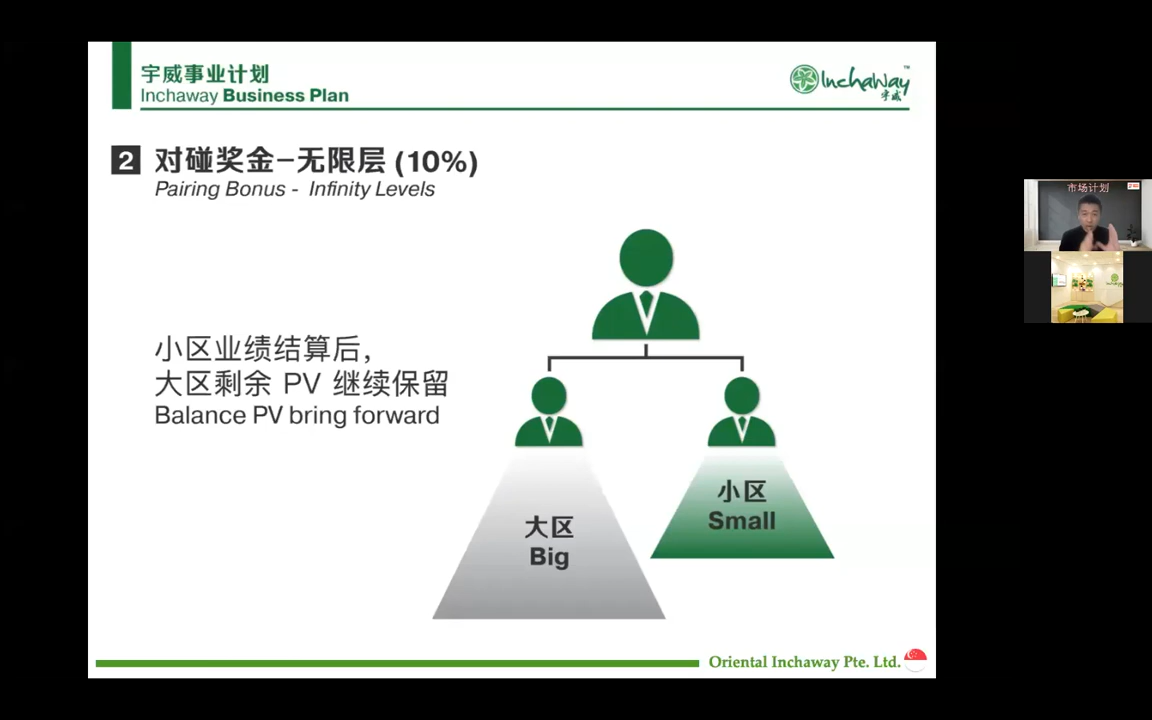 宇威事业计划
Inchaway Business Plan
Inchaway™
宇威
2 对碰奖金-无限层 (10%)
Pairing Bonus - Infinity Levels
小区业绩结算后,
大区剩余 PV 继续保留
Balance PV bring forward
大区
Big
小区
Small
Oriental Inchaway Pte. Ltd.
市场计划